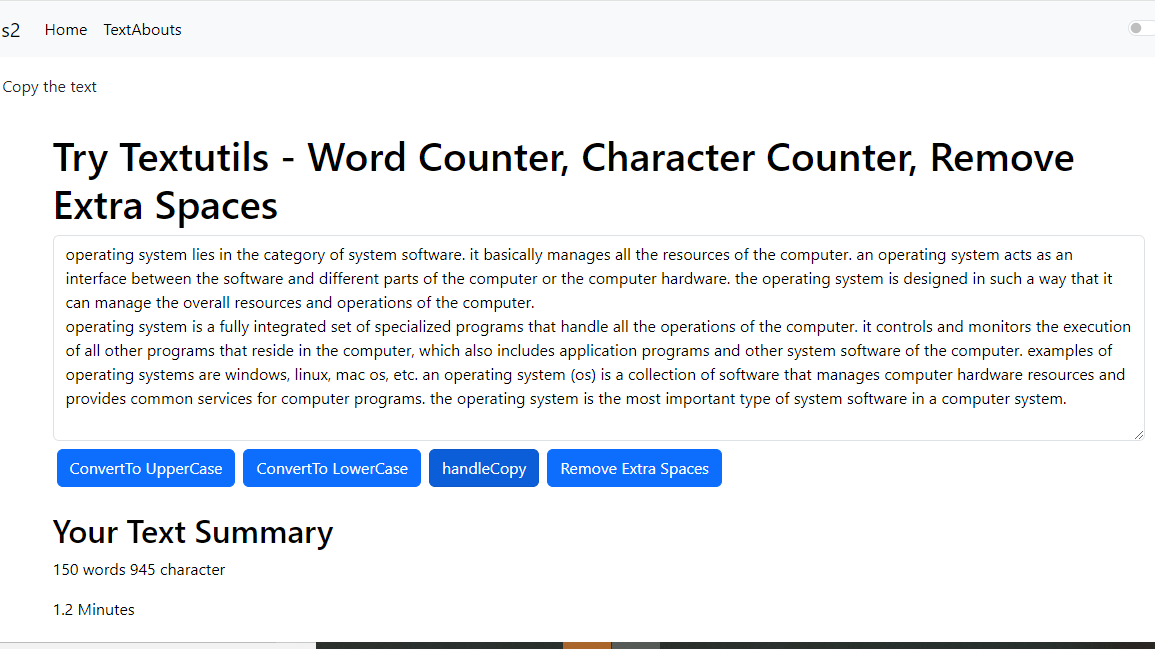 s2 Home TextAbouts
Copy the text
Try Textutils - Word Counter, Character Counter, Remove
Extra Spaces
operating system lies in the category of system software. it basically manages all the resources of the computer. an operating system acts as an
interface between the software and different parts of the computer or the computer hardware. the operating system is designed in such a way that it
can manage the overall resources and operations of the computer.
operating system is a fully integrated set of specialized programs that handle all the operations of the computer. it controls and monitors the execution
of all other programs that reside in the computer, which also includes application programs and other system software of the computer. examples of
operating systems are windows, linux, mac os, etc. an operating system (os) is a collection of software that manages computer hardware resources and
provides common services for computer programs. the operating system is the most important type of system software in a computer system.
ConvertTo UpperCase ConvertTo LowerCase handleCopy Remove Extra Spaces
Your Text Summary
150 words 945 character
1.2 Minutes